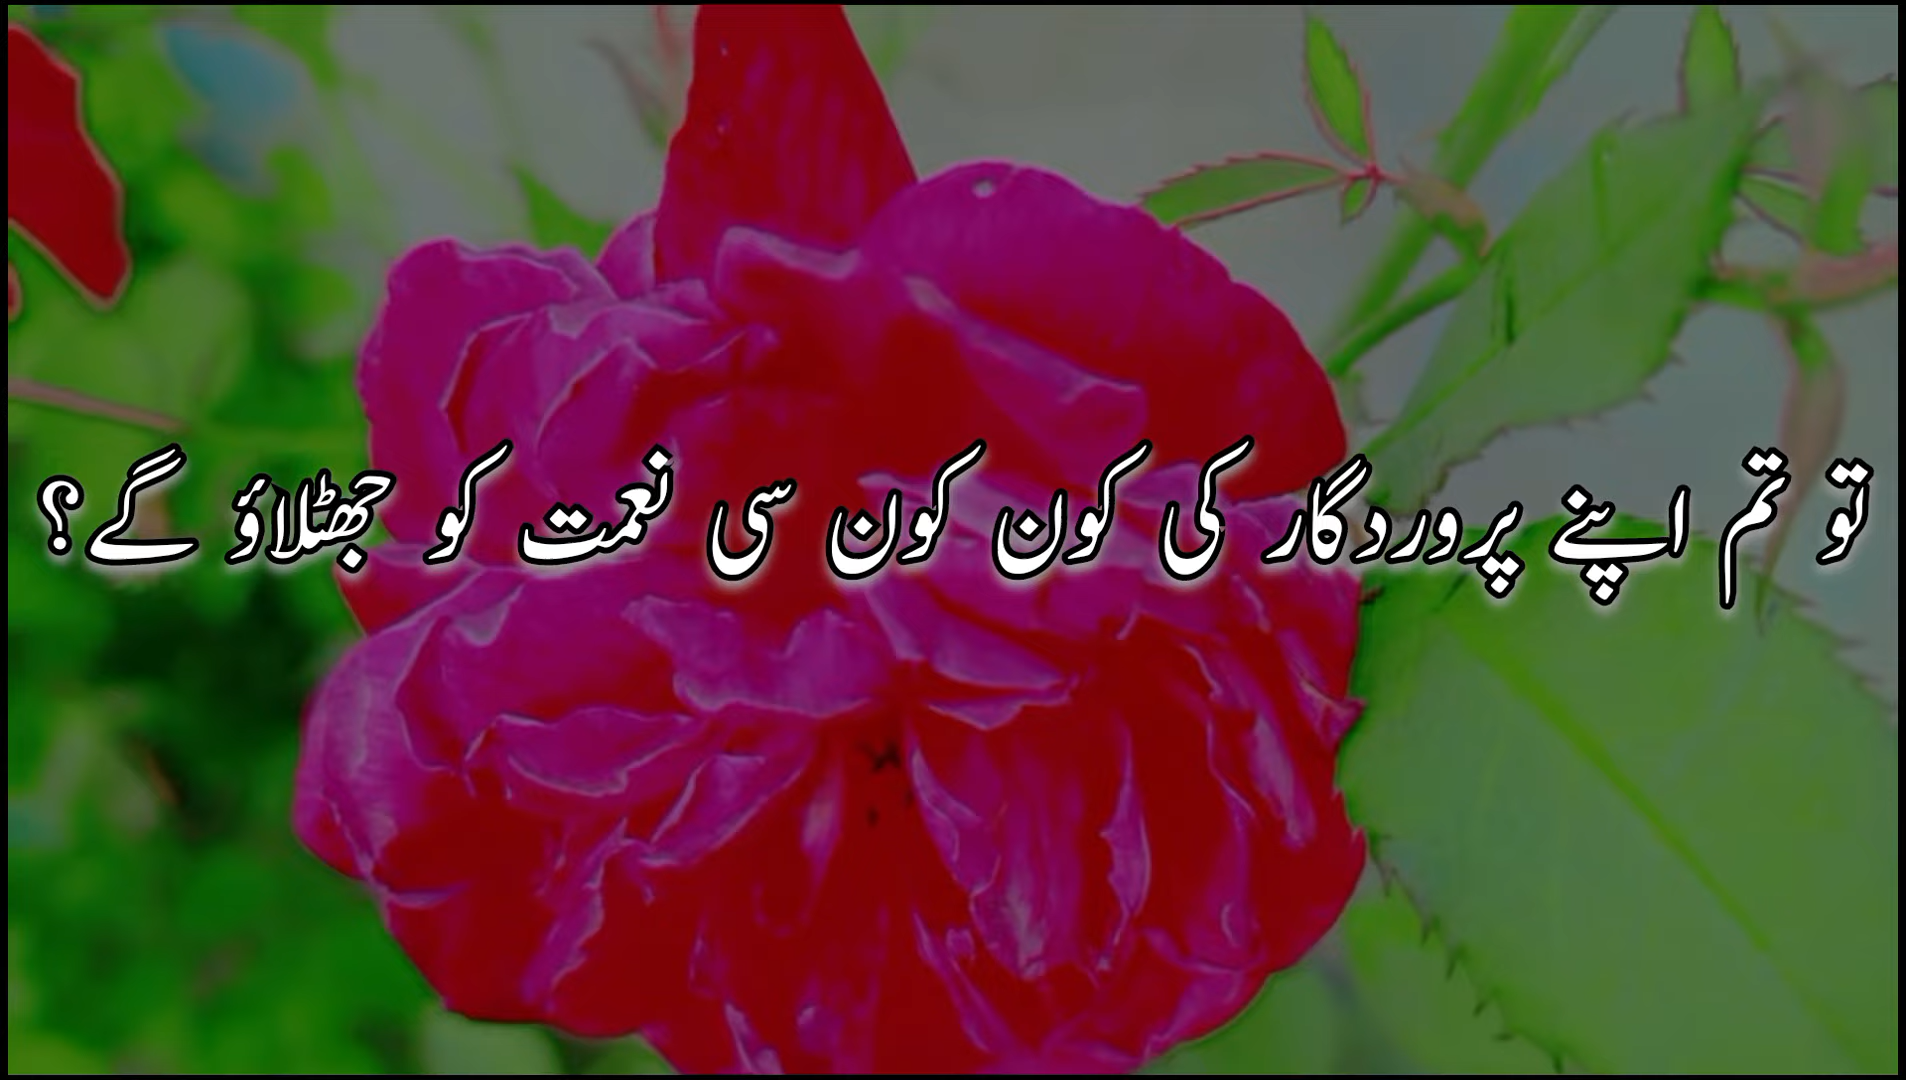 تو تم اپنے پروردگار کی کون کون سی نعمت کو جھٹلاؤ گے؟